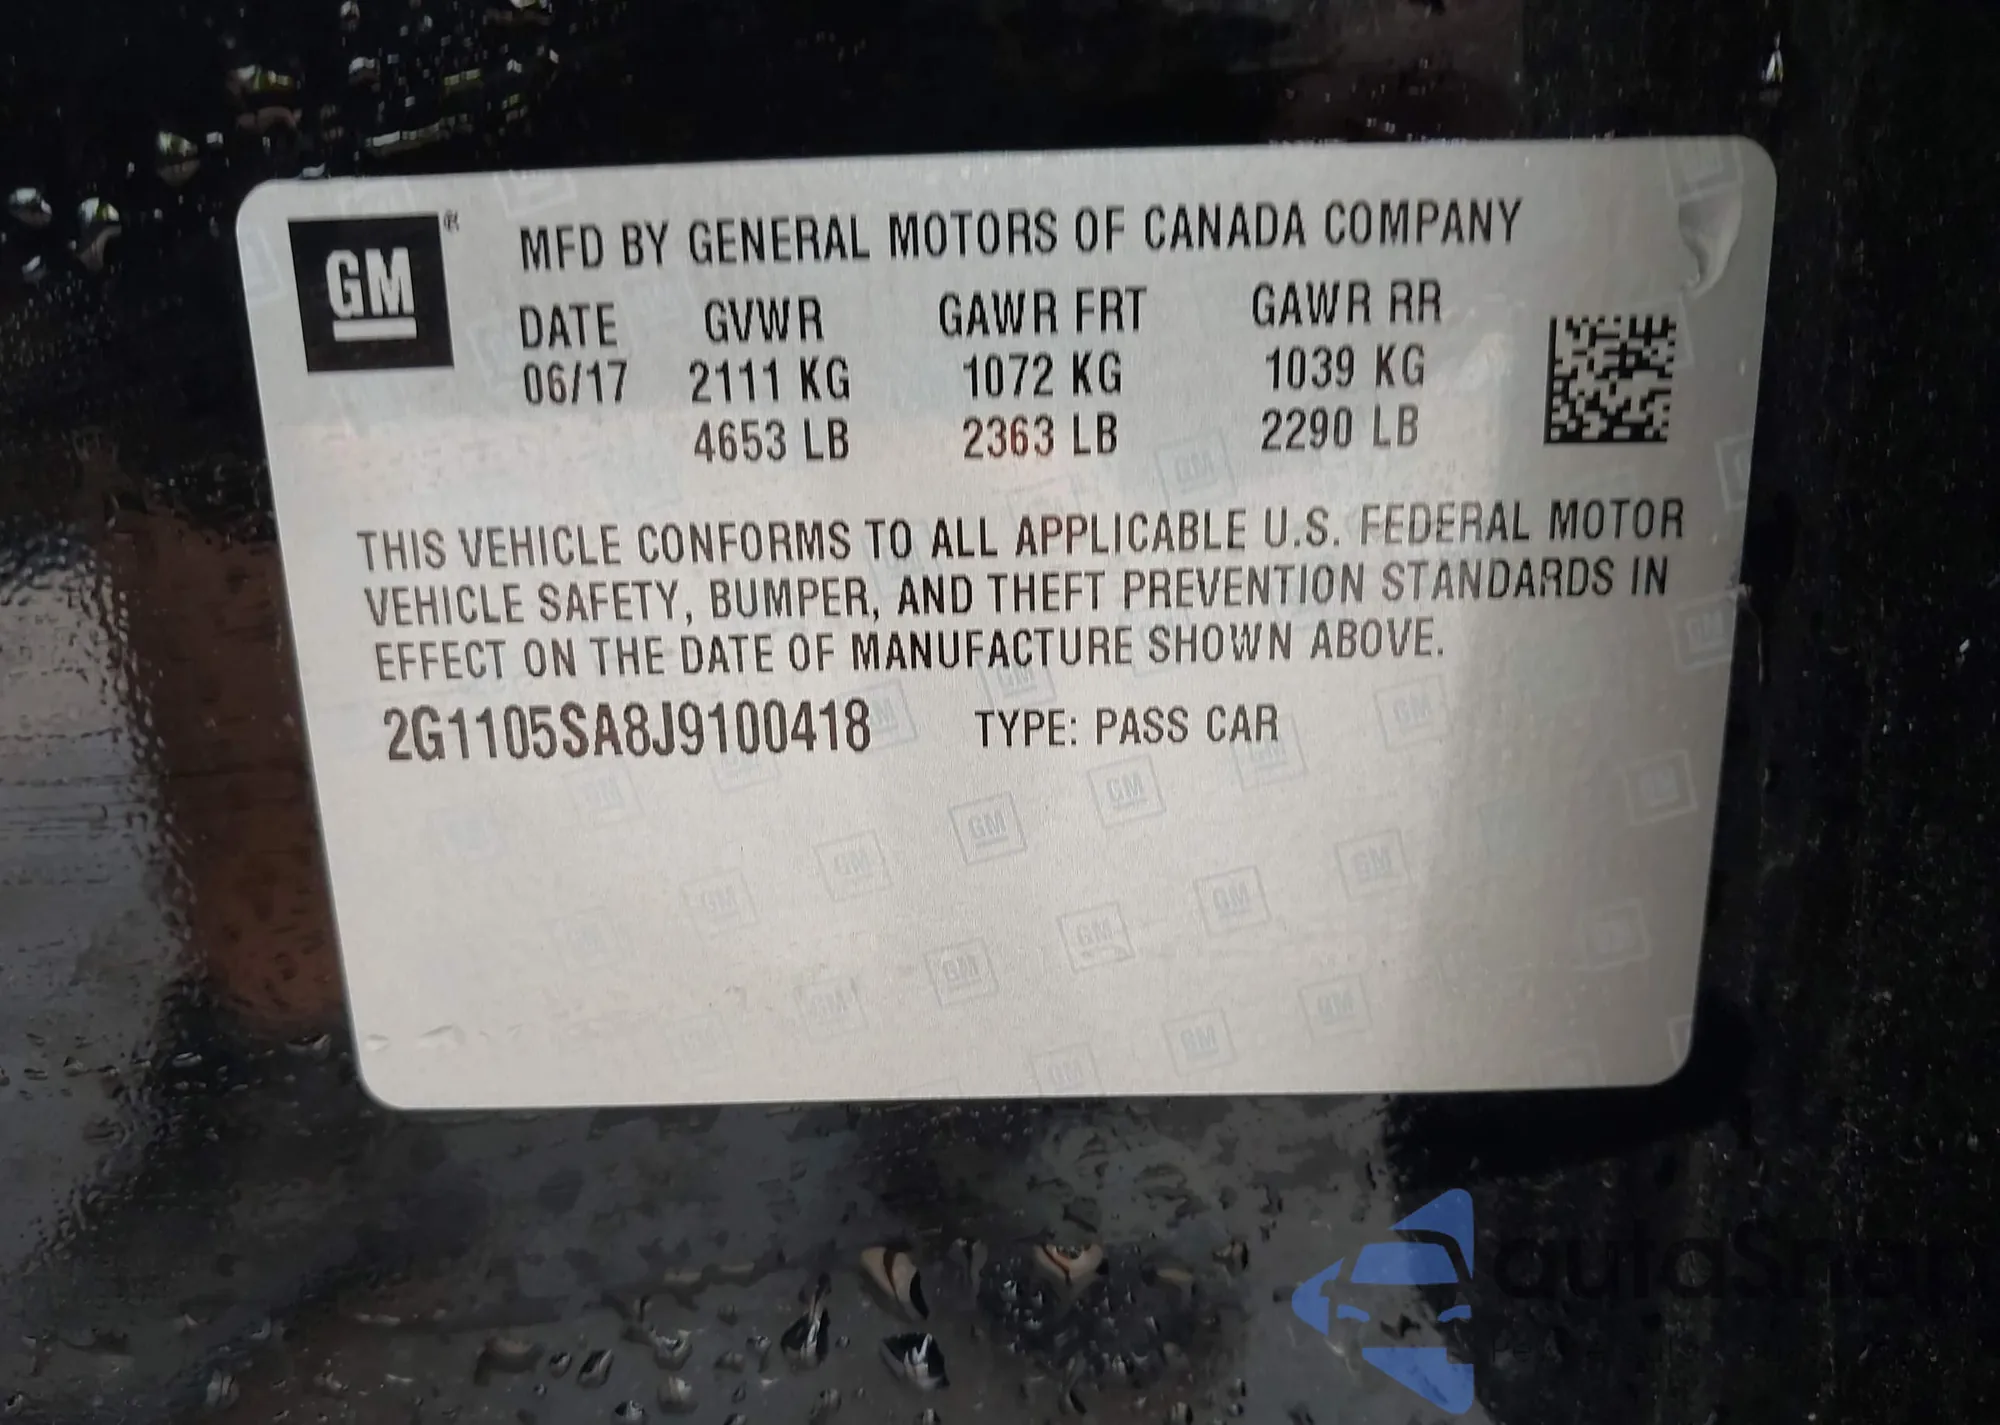 GM ®
MFD BY GENERAL MOTORS OF CANADA COMPANY
DATE GVWR GAWR FRT GAWR RR
06/17 2111 KG 1072 KG 1039 KG
4653 LB 2363 LB 2290 LB
THIS VEHICLE CONFORMS TO ALL APPLICABLE U.S. FEDERAL MOTOR
VEHICLE SAFETY, BUMPER, AND THEFT PREVENTION STANDARDS IN
EFFECT ON THE DATE OF MANUFACTURE SHOWN ABOVE.
2G1105SA8J9100418 TYPE: PASS CAR